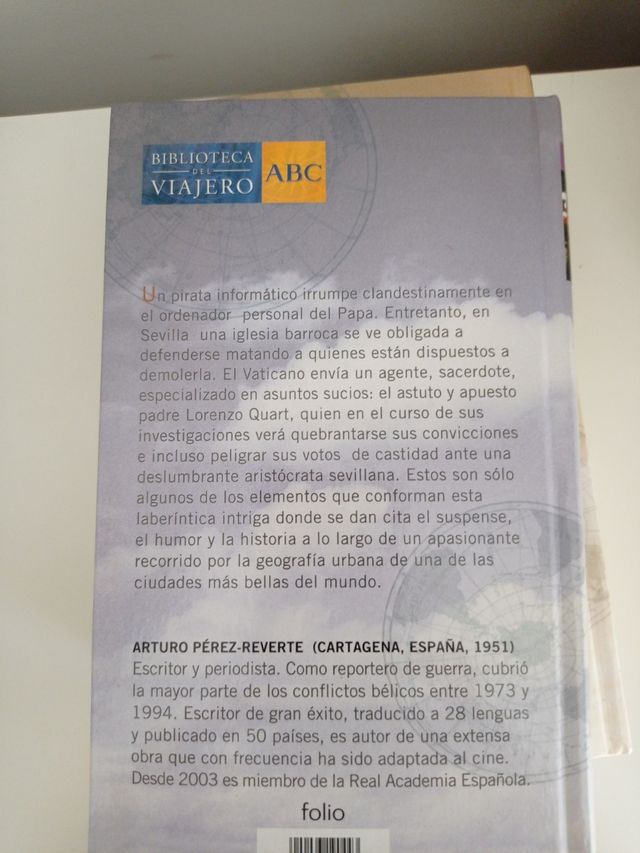 BIBLIOTECA
DEL
VIAJERO
ABC
Un pirata informático irrumpe clandestinamente en
el ordenador personal del Papa. Entretanto, en
Sevilla una iglesia barroca se ve obligada a
defenderse matando a quienes están dispuestos a
demolerla. El Vaticano envía un agente, sacerdote,
especializado en asuntos sucios: el astuto y apuesto
padre Lorenzo Quart, quien en el curso de sus
investigaciones verá quebrantarse sus convicciones
e incluso peligrar sus votos de castidad ante una
deslumbrante aristócrata sevillana. Estos son sólo
algunos de los elementos que conforman esta
laberíntica intriga donde se dan cita el suspense,
el humor y la historia a lo largo de un apasionante
recorrido por la geografía urbana de una de las
ciudades más bellas del mundo.
ARTURO PÉREZ-REVERTE (CARTAGENA, ESPAÑA, 1951)
Escritor y periodista. Como reportero de guerra, cubrió
la mayor parte de los conflictos bélicos entre 1973 y
1994. Escritor de gran éxito, traducido a 28 lenguas
y publicado en 50 países, es autor de una extensa
obra que con frecuencia ha sido adaptada al cine.
Desde 2003 es miembro de la Real Academia Española.
folio